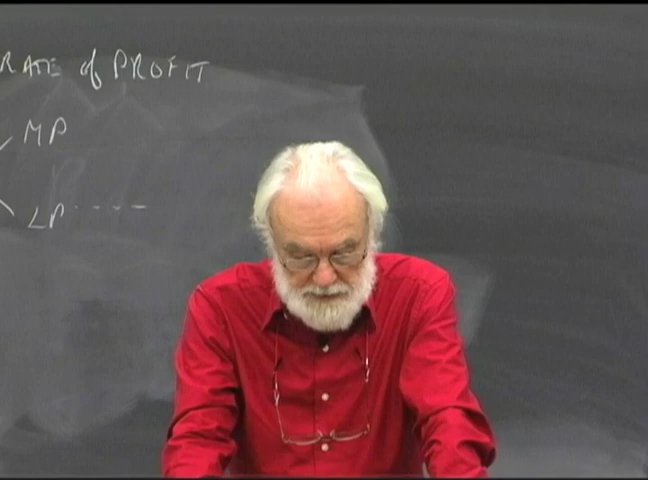 RATE of PROFIT
MP
LP ----